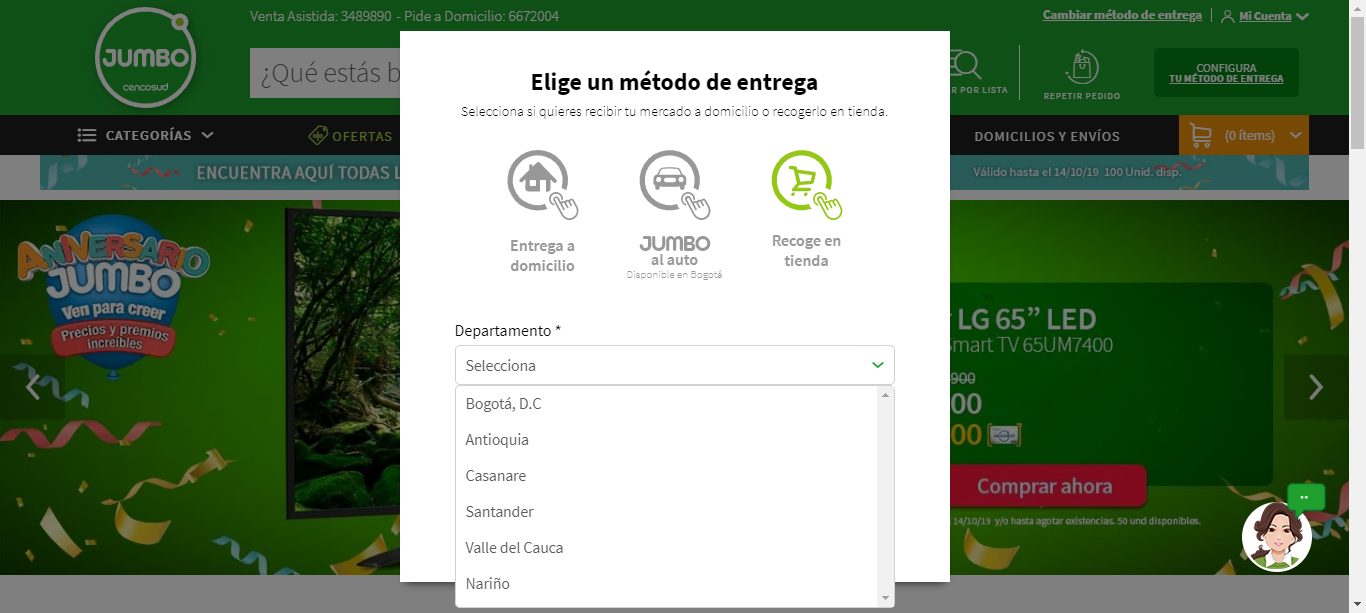 Venta Asistida: 3489890 - Pide a Domicilio: 6672004
Cambiar método de entrega
Mi Cuenta
JUMBO
cencosud
¿Qué estás b
R POR LISTA
REPETIR PEDIDO
CONFIGURA
TU MÉTODO DE ENTREGA
CATEGORÍAS
OFERTAS
DOMICILIOS Y ENVÍOS
(0 ítems)
ENCUENTRA AQUÍ TODAS L
Válido hasta el 14/10/19 100 Unid. disp.
Elige un método de entrega
Selecciona si quieres recibir tu mercado a domicilio o recogerlo en tienda.
Entrega a
domicilio
JUMBO
al auto
Disponible en Bogotá
Recoge en
tienda
Departamento *
Selecciona
Bogotá, D.C
Antioquia
Casanare
Santander
Valle del Cauca
Nariño
ANIVERSARIO
JUMBO
Ven para creer
Precios y premios
increíbles
LG 65” LED
Smart TV 65UM7400
900
00
00
Comprar ahora
14/10/19 y/o hasta agotar existencias. 50 und disponibles.